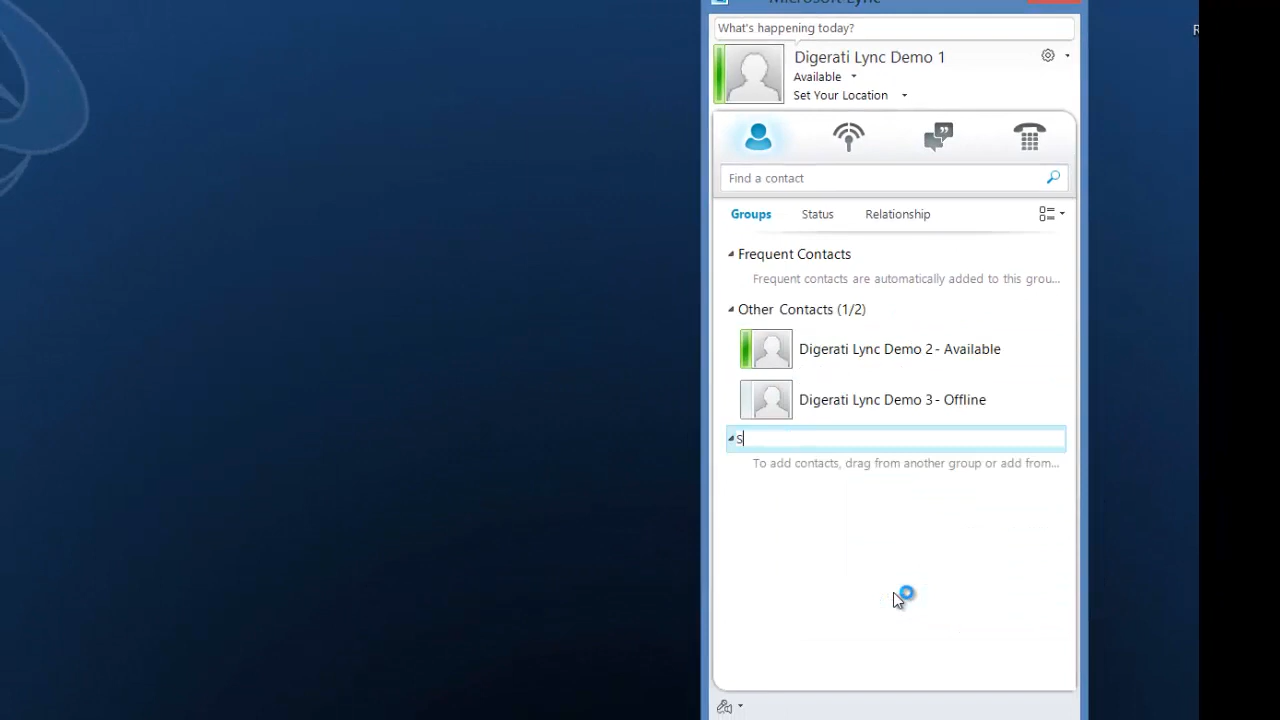 Microsoft Lync
What's happening today?
Digerati Lync Demo 1
Available
Set Your Location
Find a contact
Groups Status Relationship
Frequent Contacts
Frequent contacts are automatically added to this grou...
Other Contacts (1/2)
Digerati Lync Demo 2 - Available
Digerati Lync Demo 3 - Offline
S
To add contacts, drag from another group or add from...